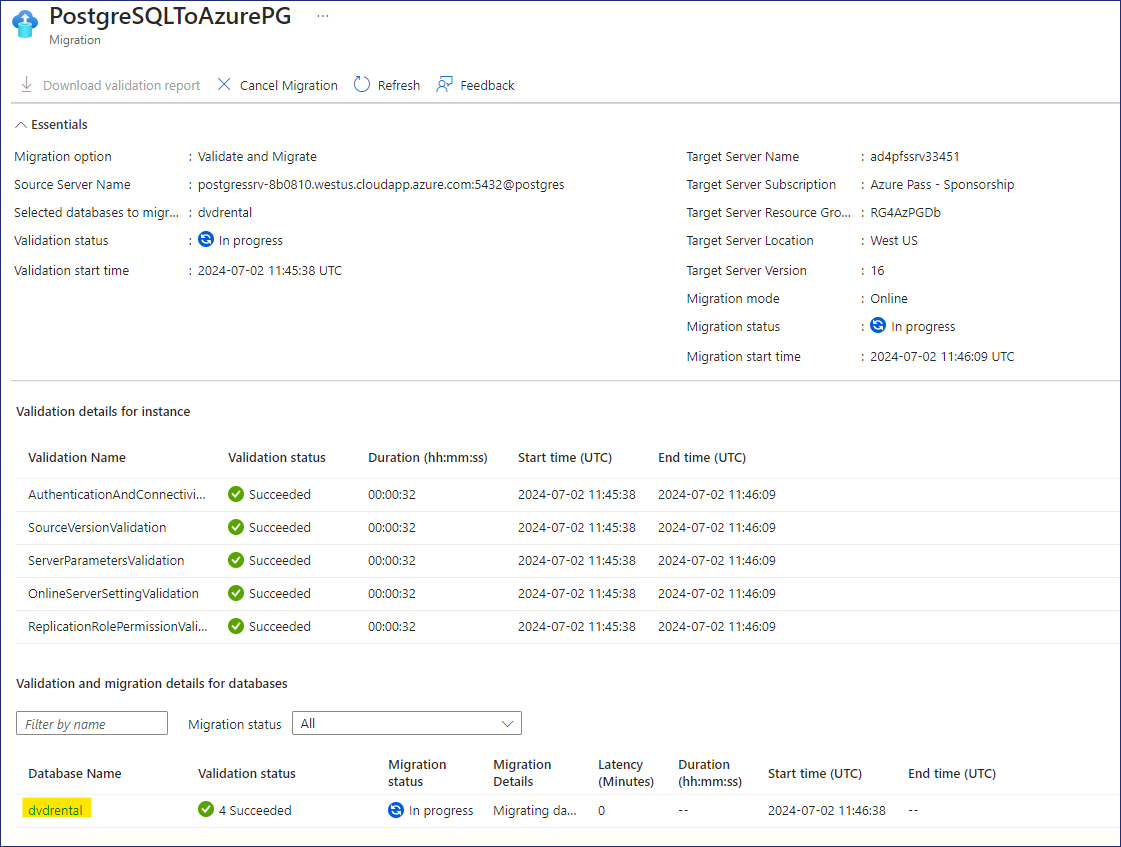 PostgreSQLToAzurePG ...
Migration
Download validation report Cancel Migration Refresh Feedback
Essentials
Migration option : Validate and Migrate Target Server Name : ad4pfssrv33451
Source Server Name : postgressrv-8b0810.westus.cloudapp.azure.com:5432@postgres Target Server Subscription : Azure Pass - Sponsorship
Selected databases to migr... : dvdrental Target Server Resource Gro... : RG4AzPGDb
Validation status : In progress Target Server Location : West US
Validation start time : 2024-07-02 11:45:38 UTC Target Server Version : 16
Migration mode : Online
Migration status : In progress
Migration start time : 2024-07-02 11:46:09 UTC
Validation details for instance
Validation Name Validation status Duration (hh:mm:ss) Start time (UTC) End time (UTC)
AuthenticationAndConnectivi... Succeeded 00:00:32 2024-07-02 11:45:38 2024-07-02 11:46:09
SourceVersionValidation Succeeded 00:00:32 2024-07-02 11:45:38 2024-07-02 11:46:09
ServerParametersValidation Succeeded 00:00:32 2024-07-02 11:45:38 2024-07-02 11:46:09
OnlineServerSettingValidation Succeeded 00:00:32 2024-07-02 11:45:38 2024-07-02 11:46:09
ReplicationRolePermissionVali... Succeeded 00:00:32 2024-07-02 11:45:38 2024-07-02 11:46:09
Validation and migration details for databases
Filter by name Migration status All
Database Name Validation status Migration status Migration Details Latency (Minutes) Duration (hh:mm:ss) Start time (UTC) End time (UTC)
dvdrental 4 Succeeded In progress Migrating da... 0 -- 2024-07-02 11:46:38 --